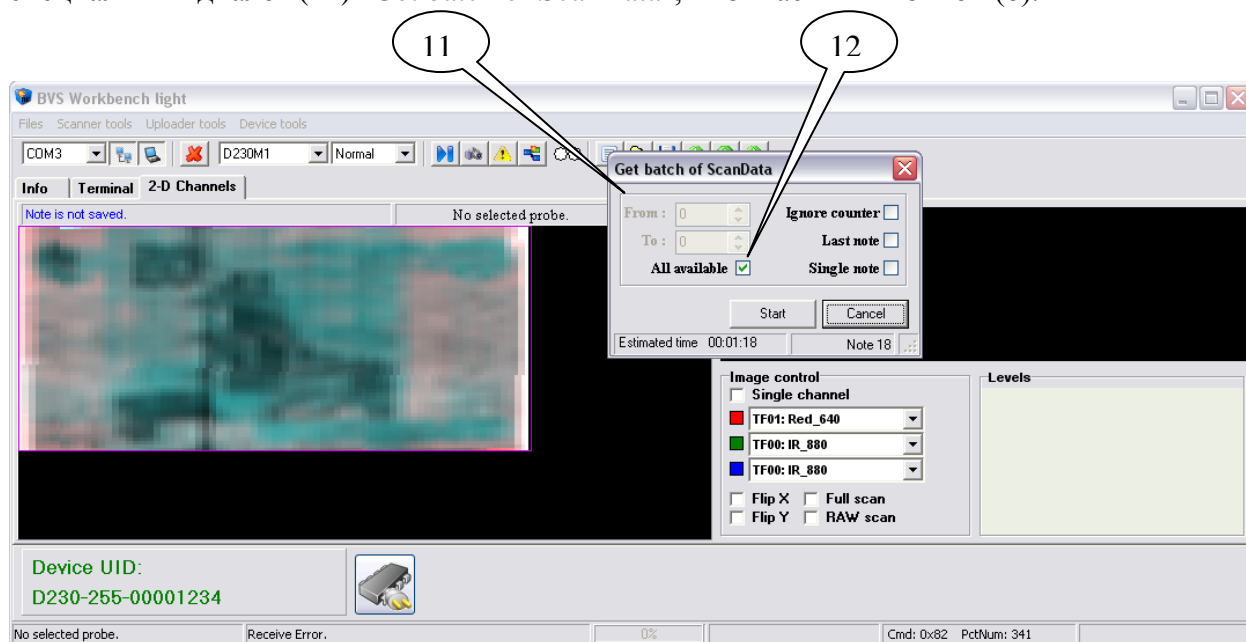 11
12
BVS Workbench light
Files Scanner tools Uploader tools Device tools
COM3
D230M1
Normal
Info Terminal 2-D Channels
Note is not saved.
No selected probe.
Get batch of ScanData
From : 0
Ignore counter
To : 0
Last note
All available
Single note
Start
Cancel
Estimated time 00:01:18
Note 18
Image control
Single channel
TF01: Red_640
TF00: IR_880
TF00: IR_880
Flip X
Full scan
Flip Y
RAW scan
Levels
Device UID:
D230-255-00001234
No selected probe.
Receive Error.
0%
Cmd: 0x82 PctNum: 341